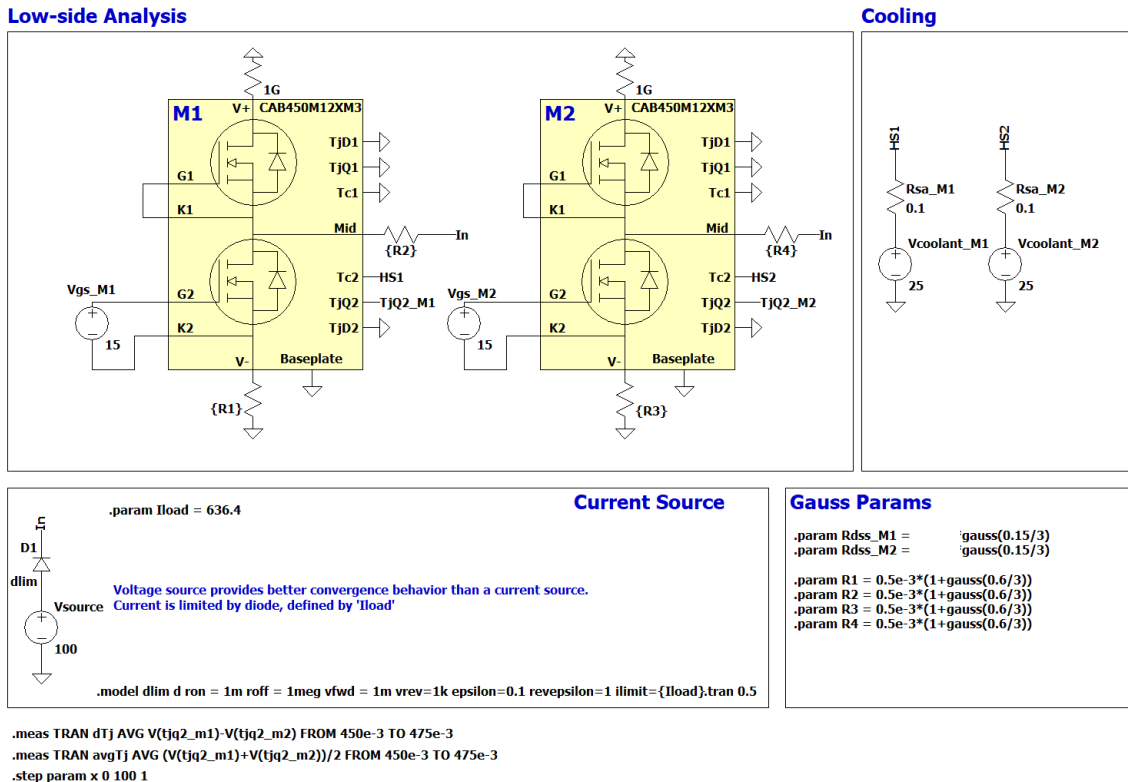 Low-side Analysis
Cooling
1G
1G
M1
V+
CAB450M12XM3
M2
V+
CAB450M12XM3
TjD1
TjQ1
Tc1
G1
K1
Mid
{R2}
In
Tc2
HS1
TjQ2
TjQ2_M1
TjD2
G2
K2
V-
Baseplate
Vgs_M1
15
{R1}
TjD1
TjQ1
Tc1
G1
K1
Mid
{R4}
In
Tc2
HS2
TjQ2
TjQ2_M2
TjD2
G2
K2
V-
Baseplate
Vgs_M2
15
{R3}
HS1
HS2
Rsa_M1
0.1
Rsa_M2
0.1
Vcoolant_M1
25
Vcoolant_M2
25
Current Source
.param Iload = 636.4
In
D1
dlim
Vsource
100
Voltage source provides better convergence behavior than a current source.
Current is limited by diode, defined by 'Iload'
.model dlim d ron = 1m roff = 1meg vfwd = 1m vrev=1k epsilon=0.1 revepsilon=1 ilimit={Iload}
.tran 0.5
Gauss Params
.param Rdss_M1 = *gauss(0.15/3)
.param Rdss_M2 = *gauss(0.15/3)
.param R1 = 0.5e-3*(1+gauss(0.6/3))
.param R2 = 0.5e-3*(1+gauss(0.6/3))
.param R3 = 0.5e-3*(1+gauss(0.6/3))
.param R4 = 0.5e-3*(1+gauss(0.6/3))
.meas TRAN dTj AVG V(tjq2_m1)-V(tjq2_m2) FROM 450e-3 TO 475e-3
.meas TRAN avgTj AVG (V(tjq2_m1)+V(tjq2_m2))/2 FROM 450e-3 TO 475e-3
.step param x 0 100 1